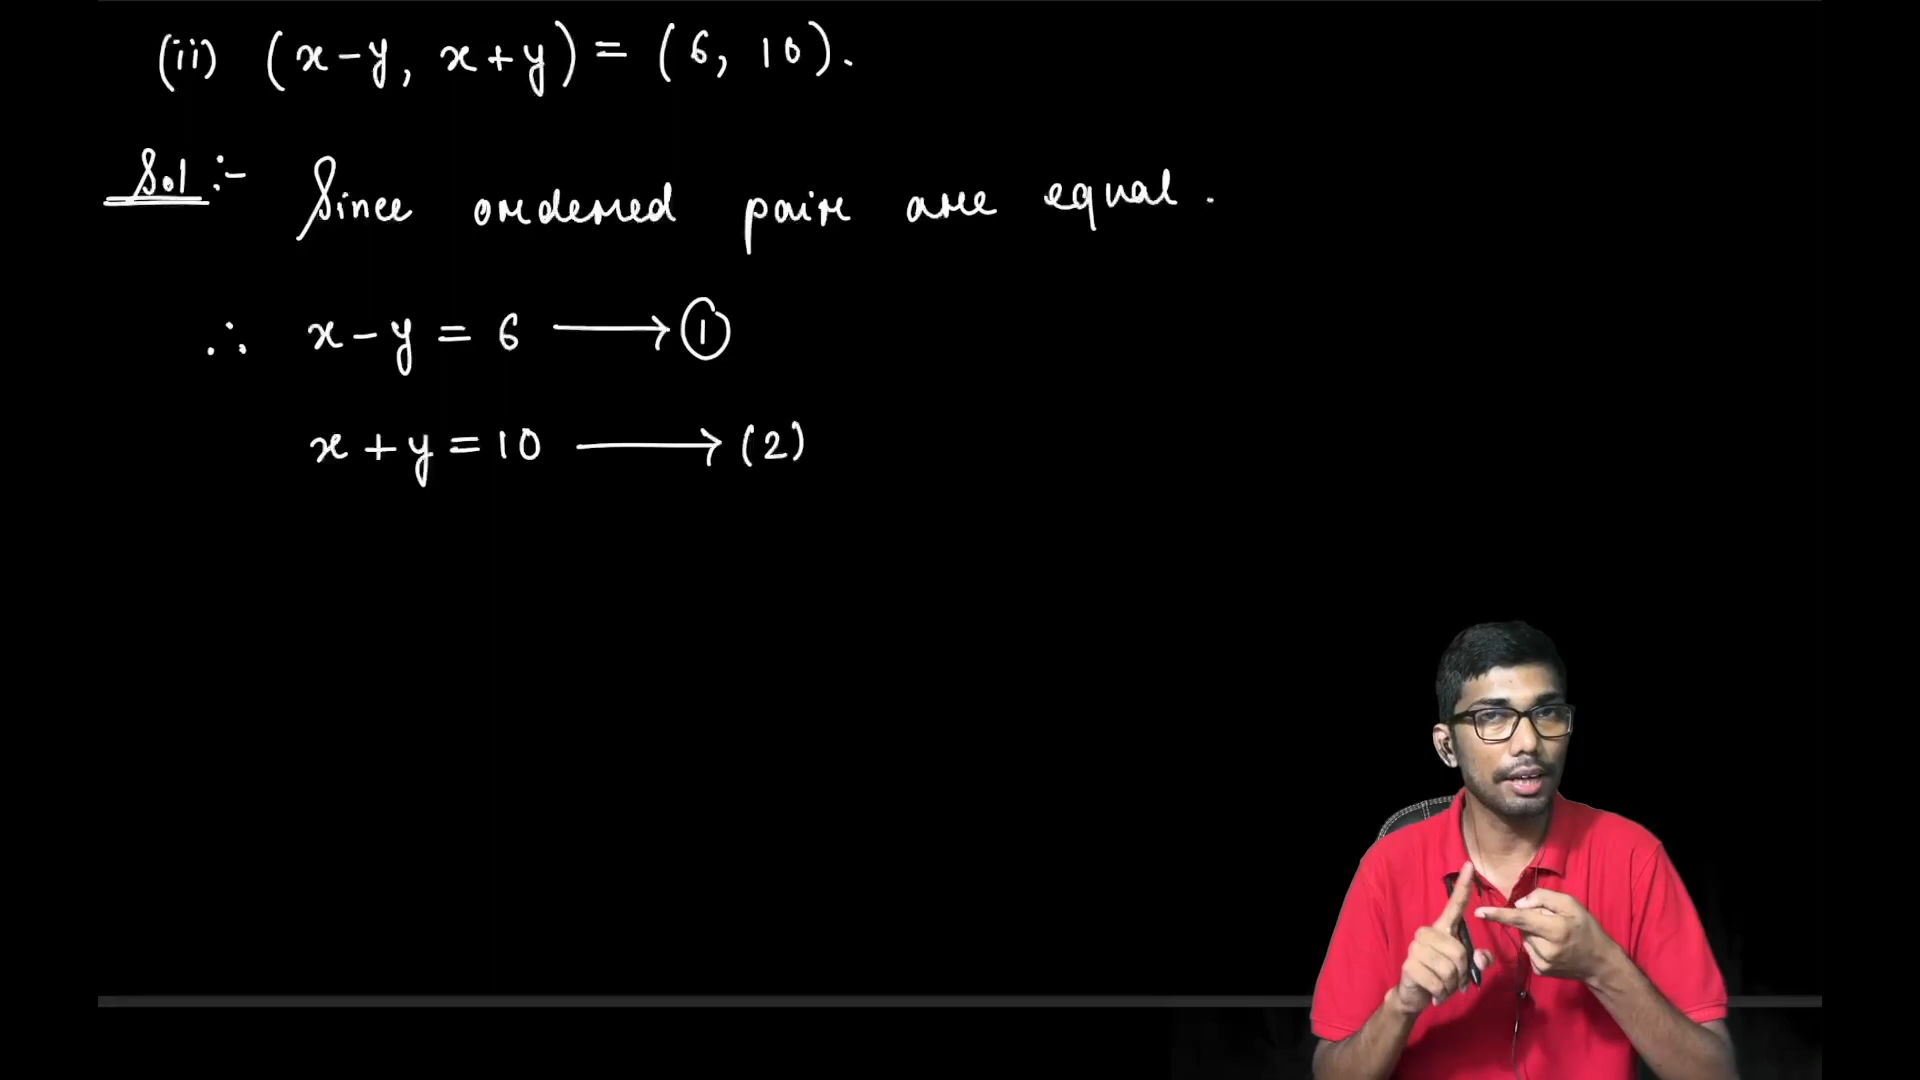 (ii) (x-y, x+y) = (6, 10).
Sol :- Since ordered pair are equal.
∴ x - y = 6 ⟶ ①
x + y = 10 ⟶ (2)